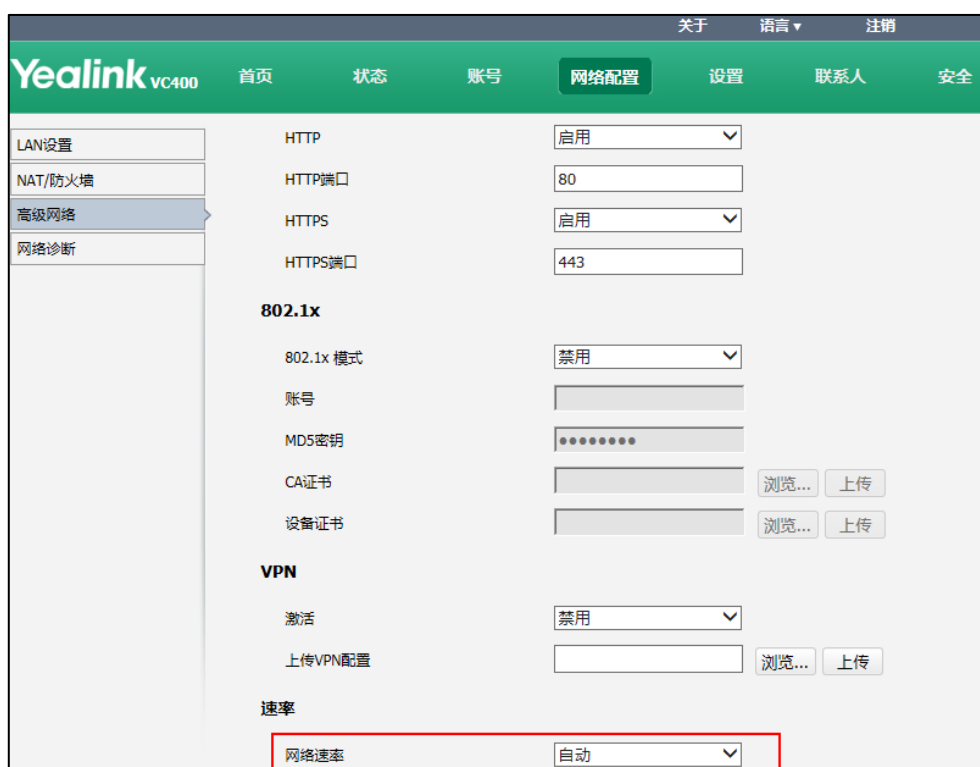 关于 语言▼ 注销
Yealink VC400 首页 状态 账号 网络配置 设置 联系人 安全
LAN设置
NAT/防火墙
高级网络
网络诊断
HTTP 启用
HTTP端口 80
HTTPS 启用
HTTPS端口 443
802.1x
802.1x 模式 禁用
账号
MD5密钥 ●●●●●●●●
CA证书 浏览... 上传
设备证书 浏览... 上传
VPN
激活 禁用
上传VPN配置 浏览... 上传
速率
网络速率 自动